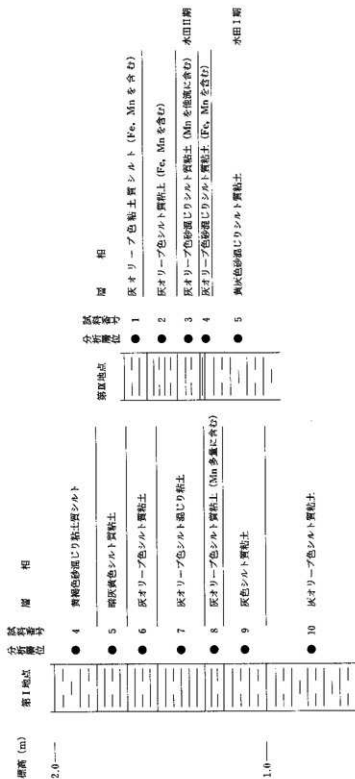 標高 (m)
2.0
1.0
第I地点
分析層位
試料番号
層 相
4 黄褐色砂混じり粘土質シルト
5 暗灰黄色シルト質粘土
6 灰オリーブ色シルト質粘土
7 灰オリーブ色シルト混じり粘土
8 灰オリーブ色シルト質粘土 (Mn 多量に含む)
9 灰色シルト質粘土
10 灰オリーブ色シルト質粘土
分析層位
試料番号
層 相
1 灰オリーブ色粘土質シルト (Fe, Mn を含む)
2 灰オリーブ色シルト質粘土 (Fe, Mn を含む)
3 灰オリーブ色砂混じりシルト質粘土 (Mn を に含む) 水田II期
4 灰オリーブ色砂混じりシルト質粘土 (Fe, Mn を含む)
5 黄灰色砂混じりシルト質粘土 水田I期